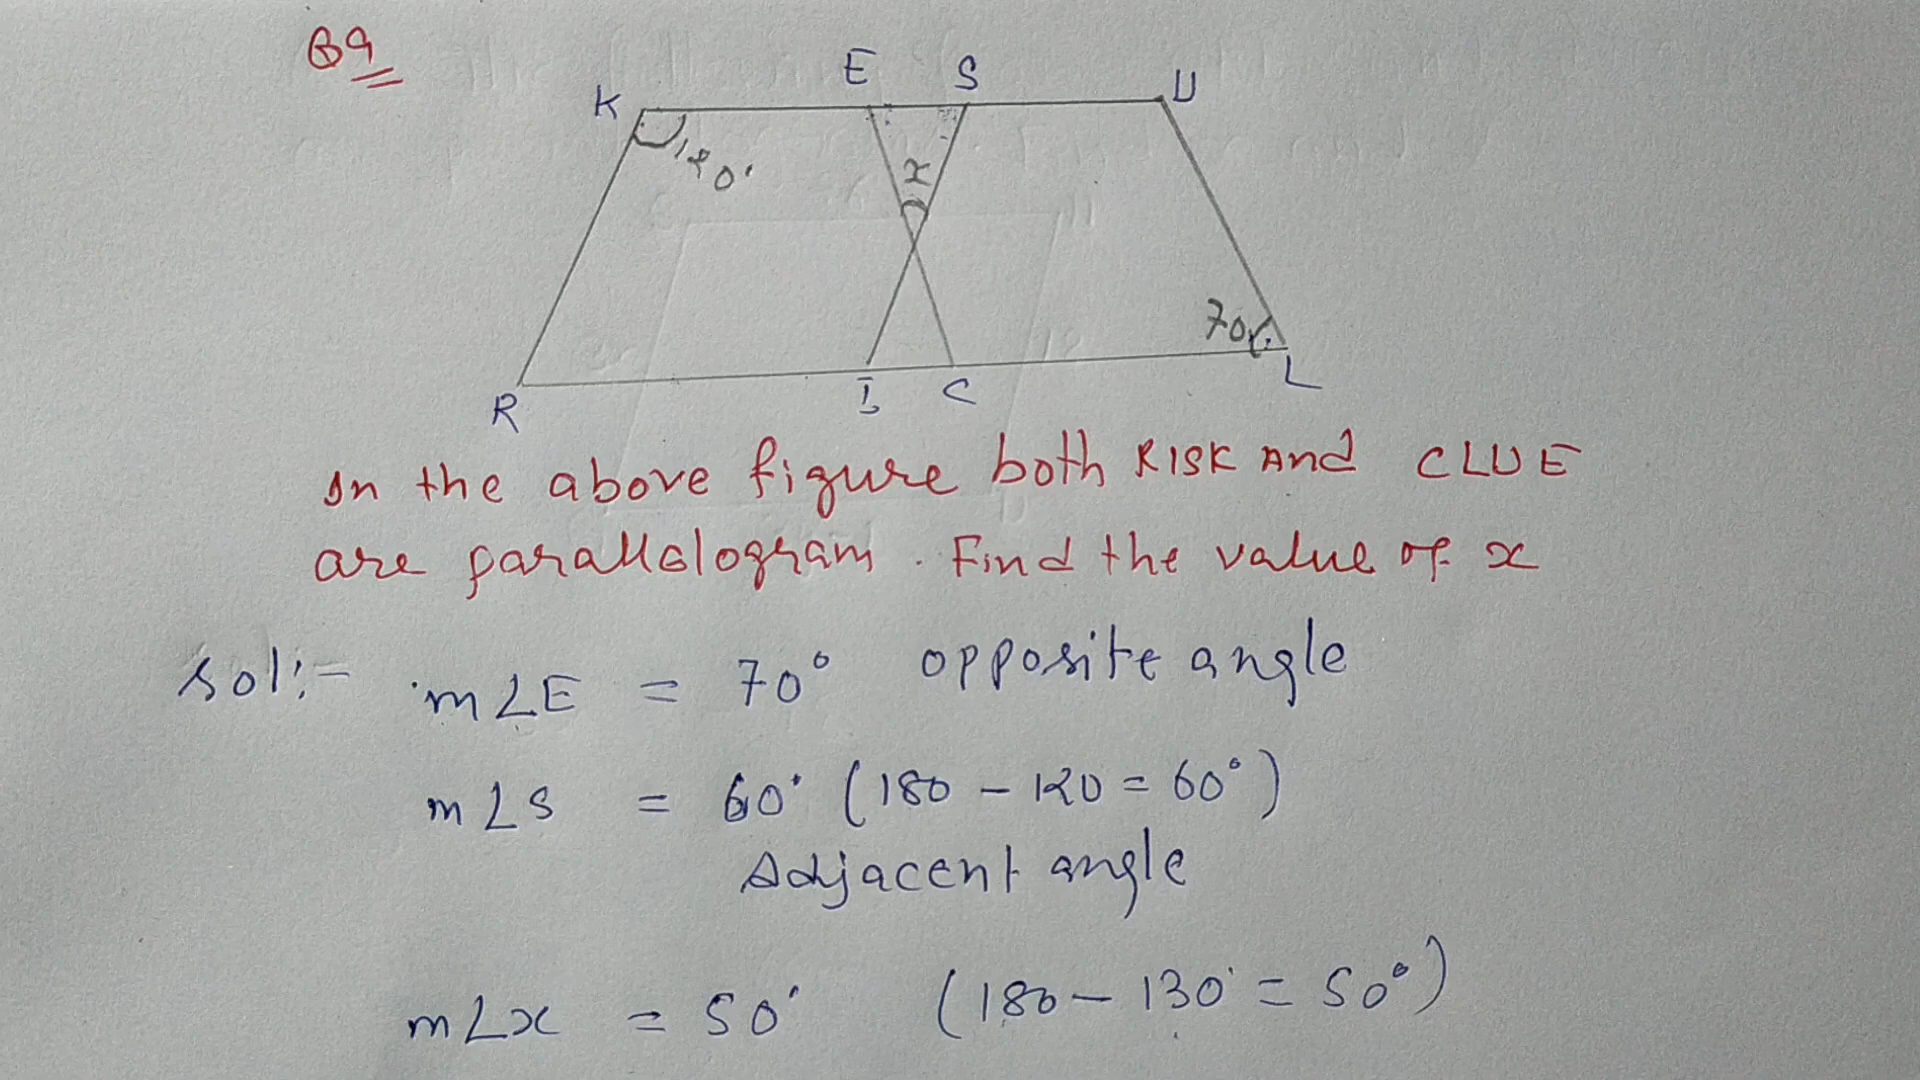 Q9
E S
K U
120°
x
70°
R I C L
In the above figure both RISK And CLUE
are parallelogram. Find the value of x
Sol:- m∠E = 70° opposite angle
m∠S = 60° (180 - 120 = 60°)
Adjacent angle
m∠x = 50° (180 - 130° = 50°)